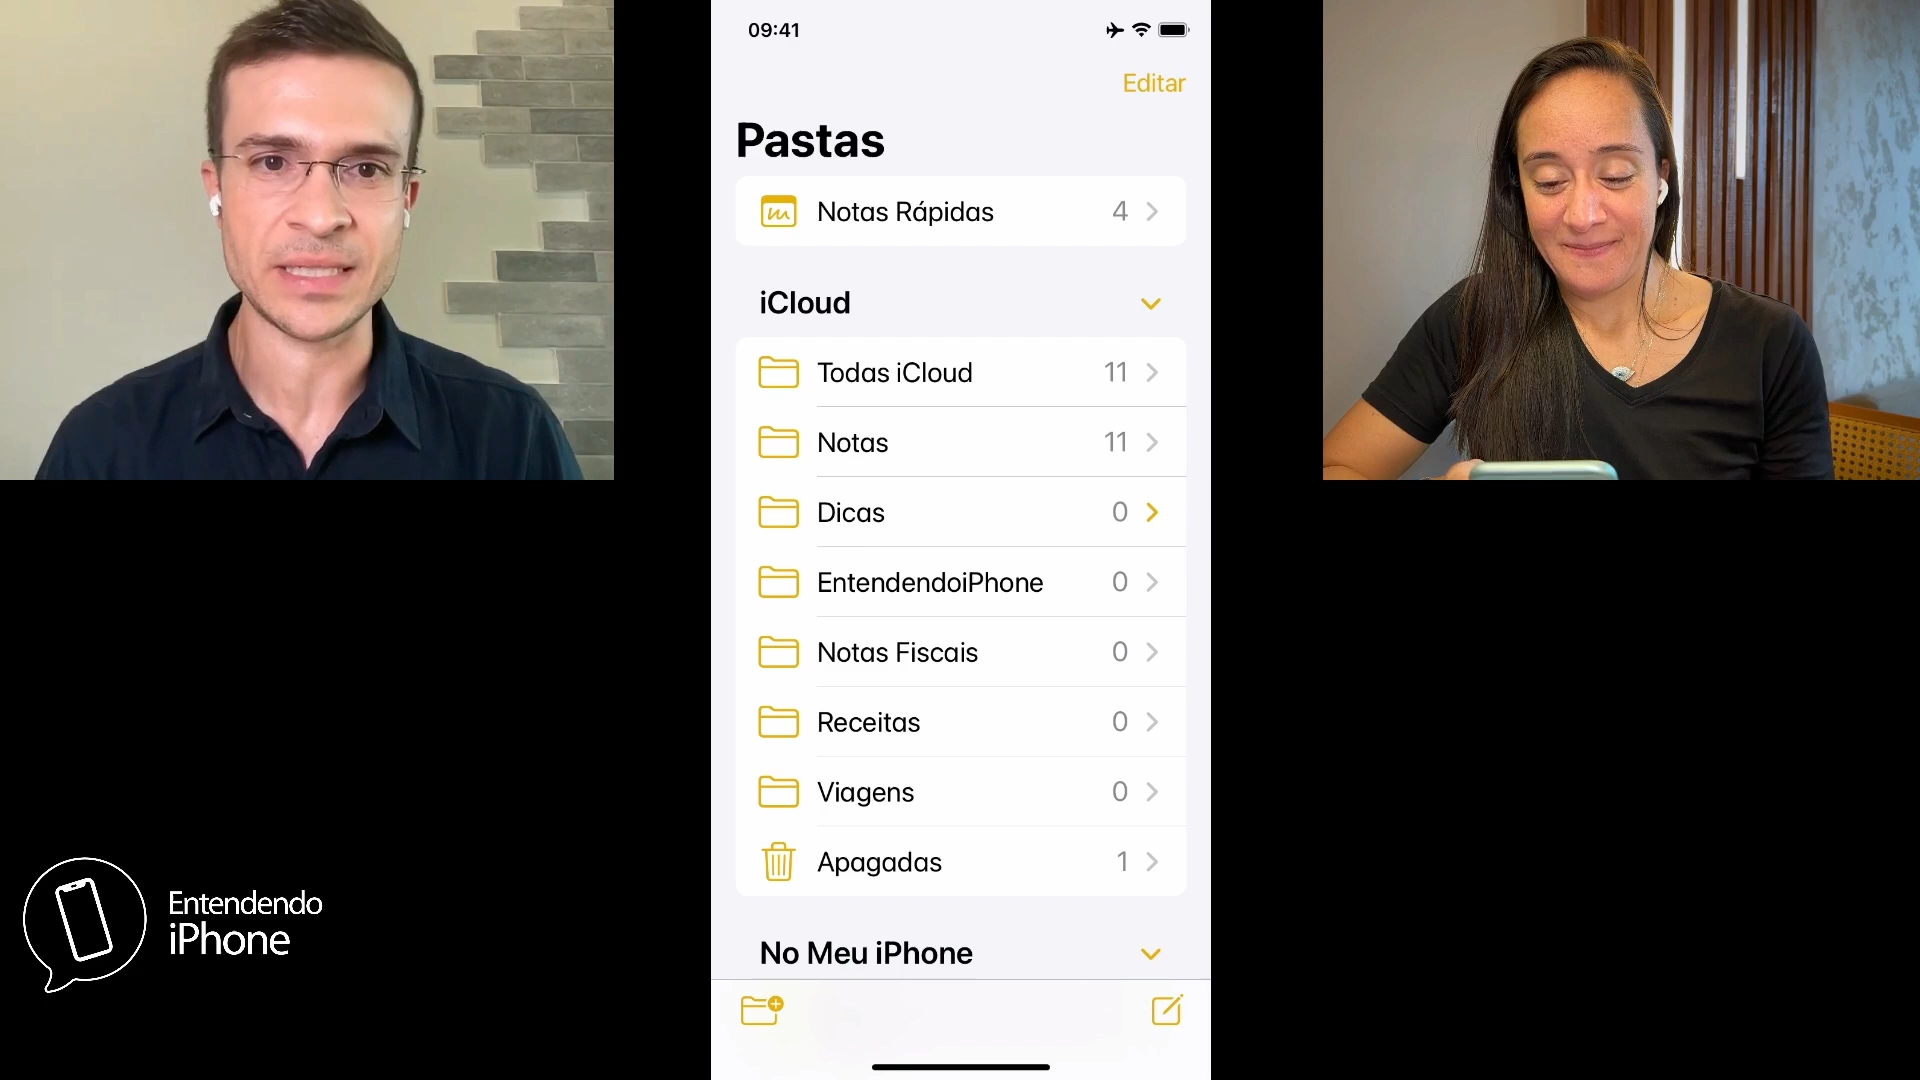 09:41
Editar
Pastas
Notas Rápidas 4
iCloud
Todas iCloud 11
Notas 11
Dicas 0
EntendendoiPhone 0
Notas Fiscais 0
Receitas 0
Viagens 0
Apagadas 1
No Meu iPhone
Entendendo
iPhone